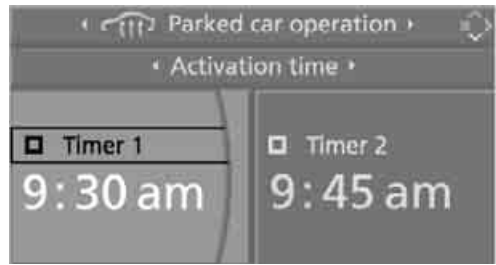 Parked car operation
Activation time
Timer 1
9:30 am
Timer 2
9:45 am